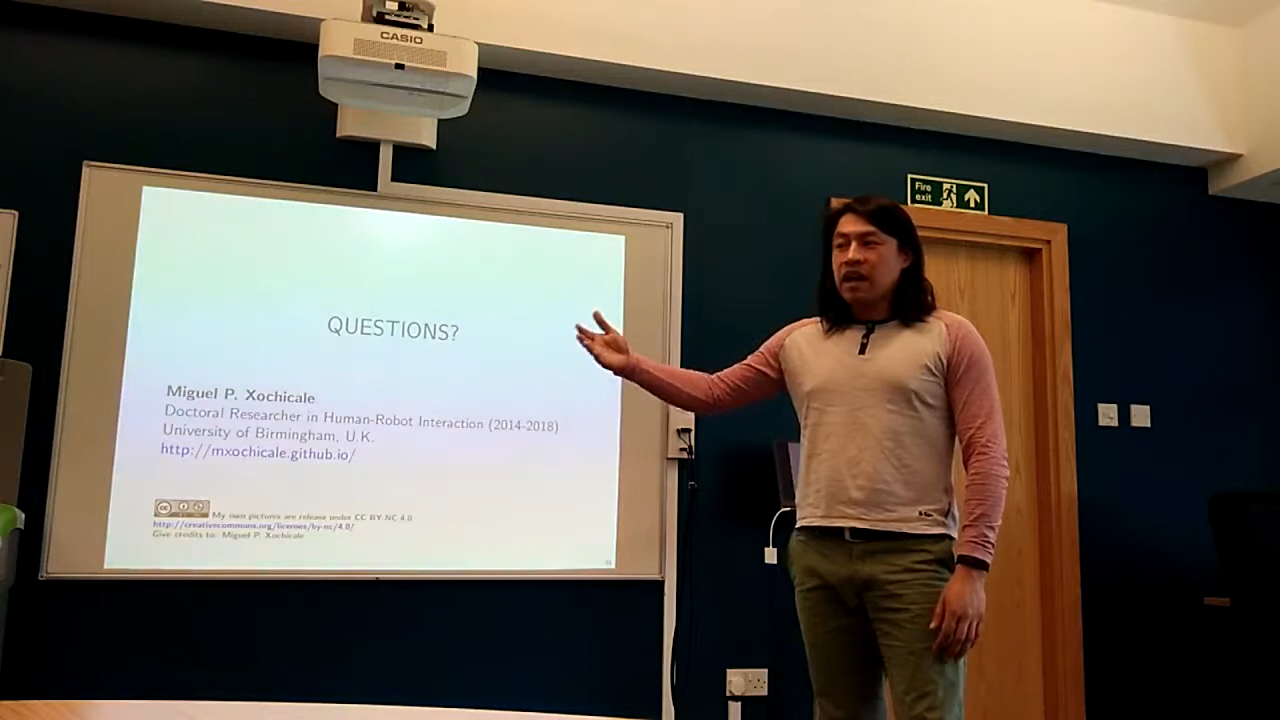 CASIO
Fire
exit
QUESTIONS?
Miguel P. Xochicale
Doctoral Researcher in Human-Robot Interaction (2014-2018)
University of Birmingham, U.K.
http://mxochicale.github.io/
My own pictures are release under CC BY-NC 4.0
http://creativecommons.org/licenses/by-nc/4.0/
Give credits to: Miguel P. Xochicale